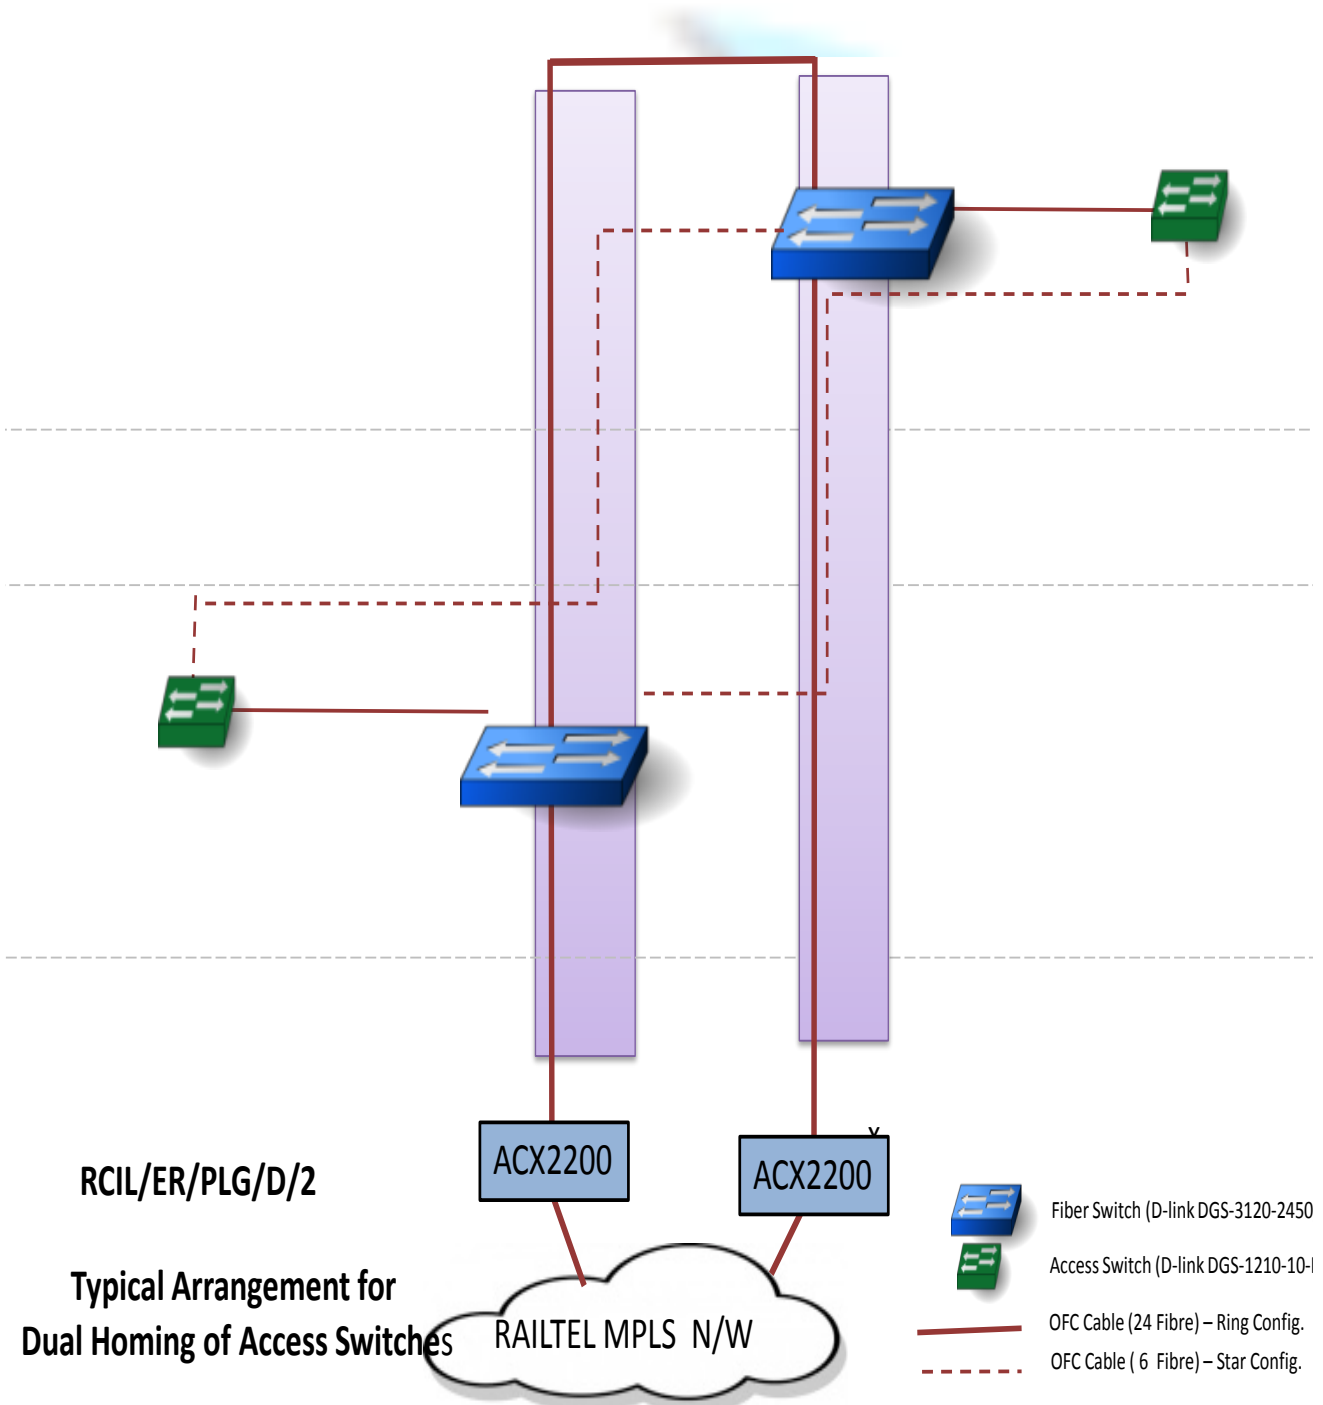 ACX2200
ACX2200
RCIL/ER/PLG/D/2
Typical Arrangement for
Dual Homing of Access Switches
RAILTEL MPLS N/W
Fiber Switch (D-link DGS-3120-2450
Access Switch (D-link DGS-1210-10-
OFC Cable (24 Fibre) – Ring Config.
OFC Cable ( 6 Fibre) – Star Config.